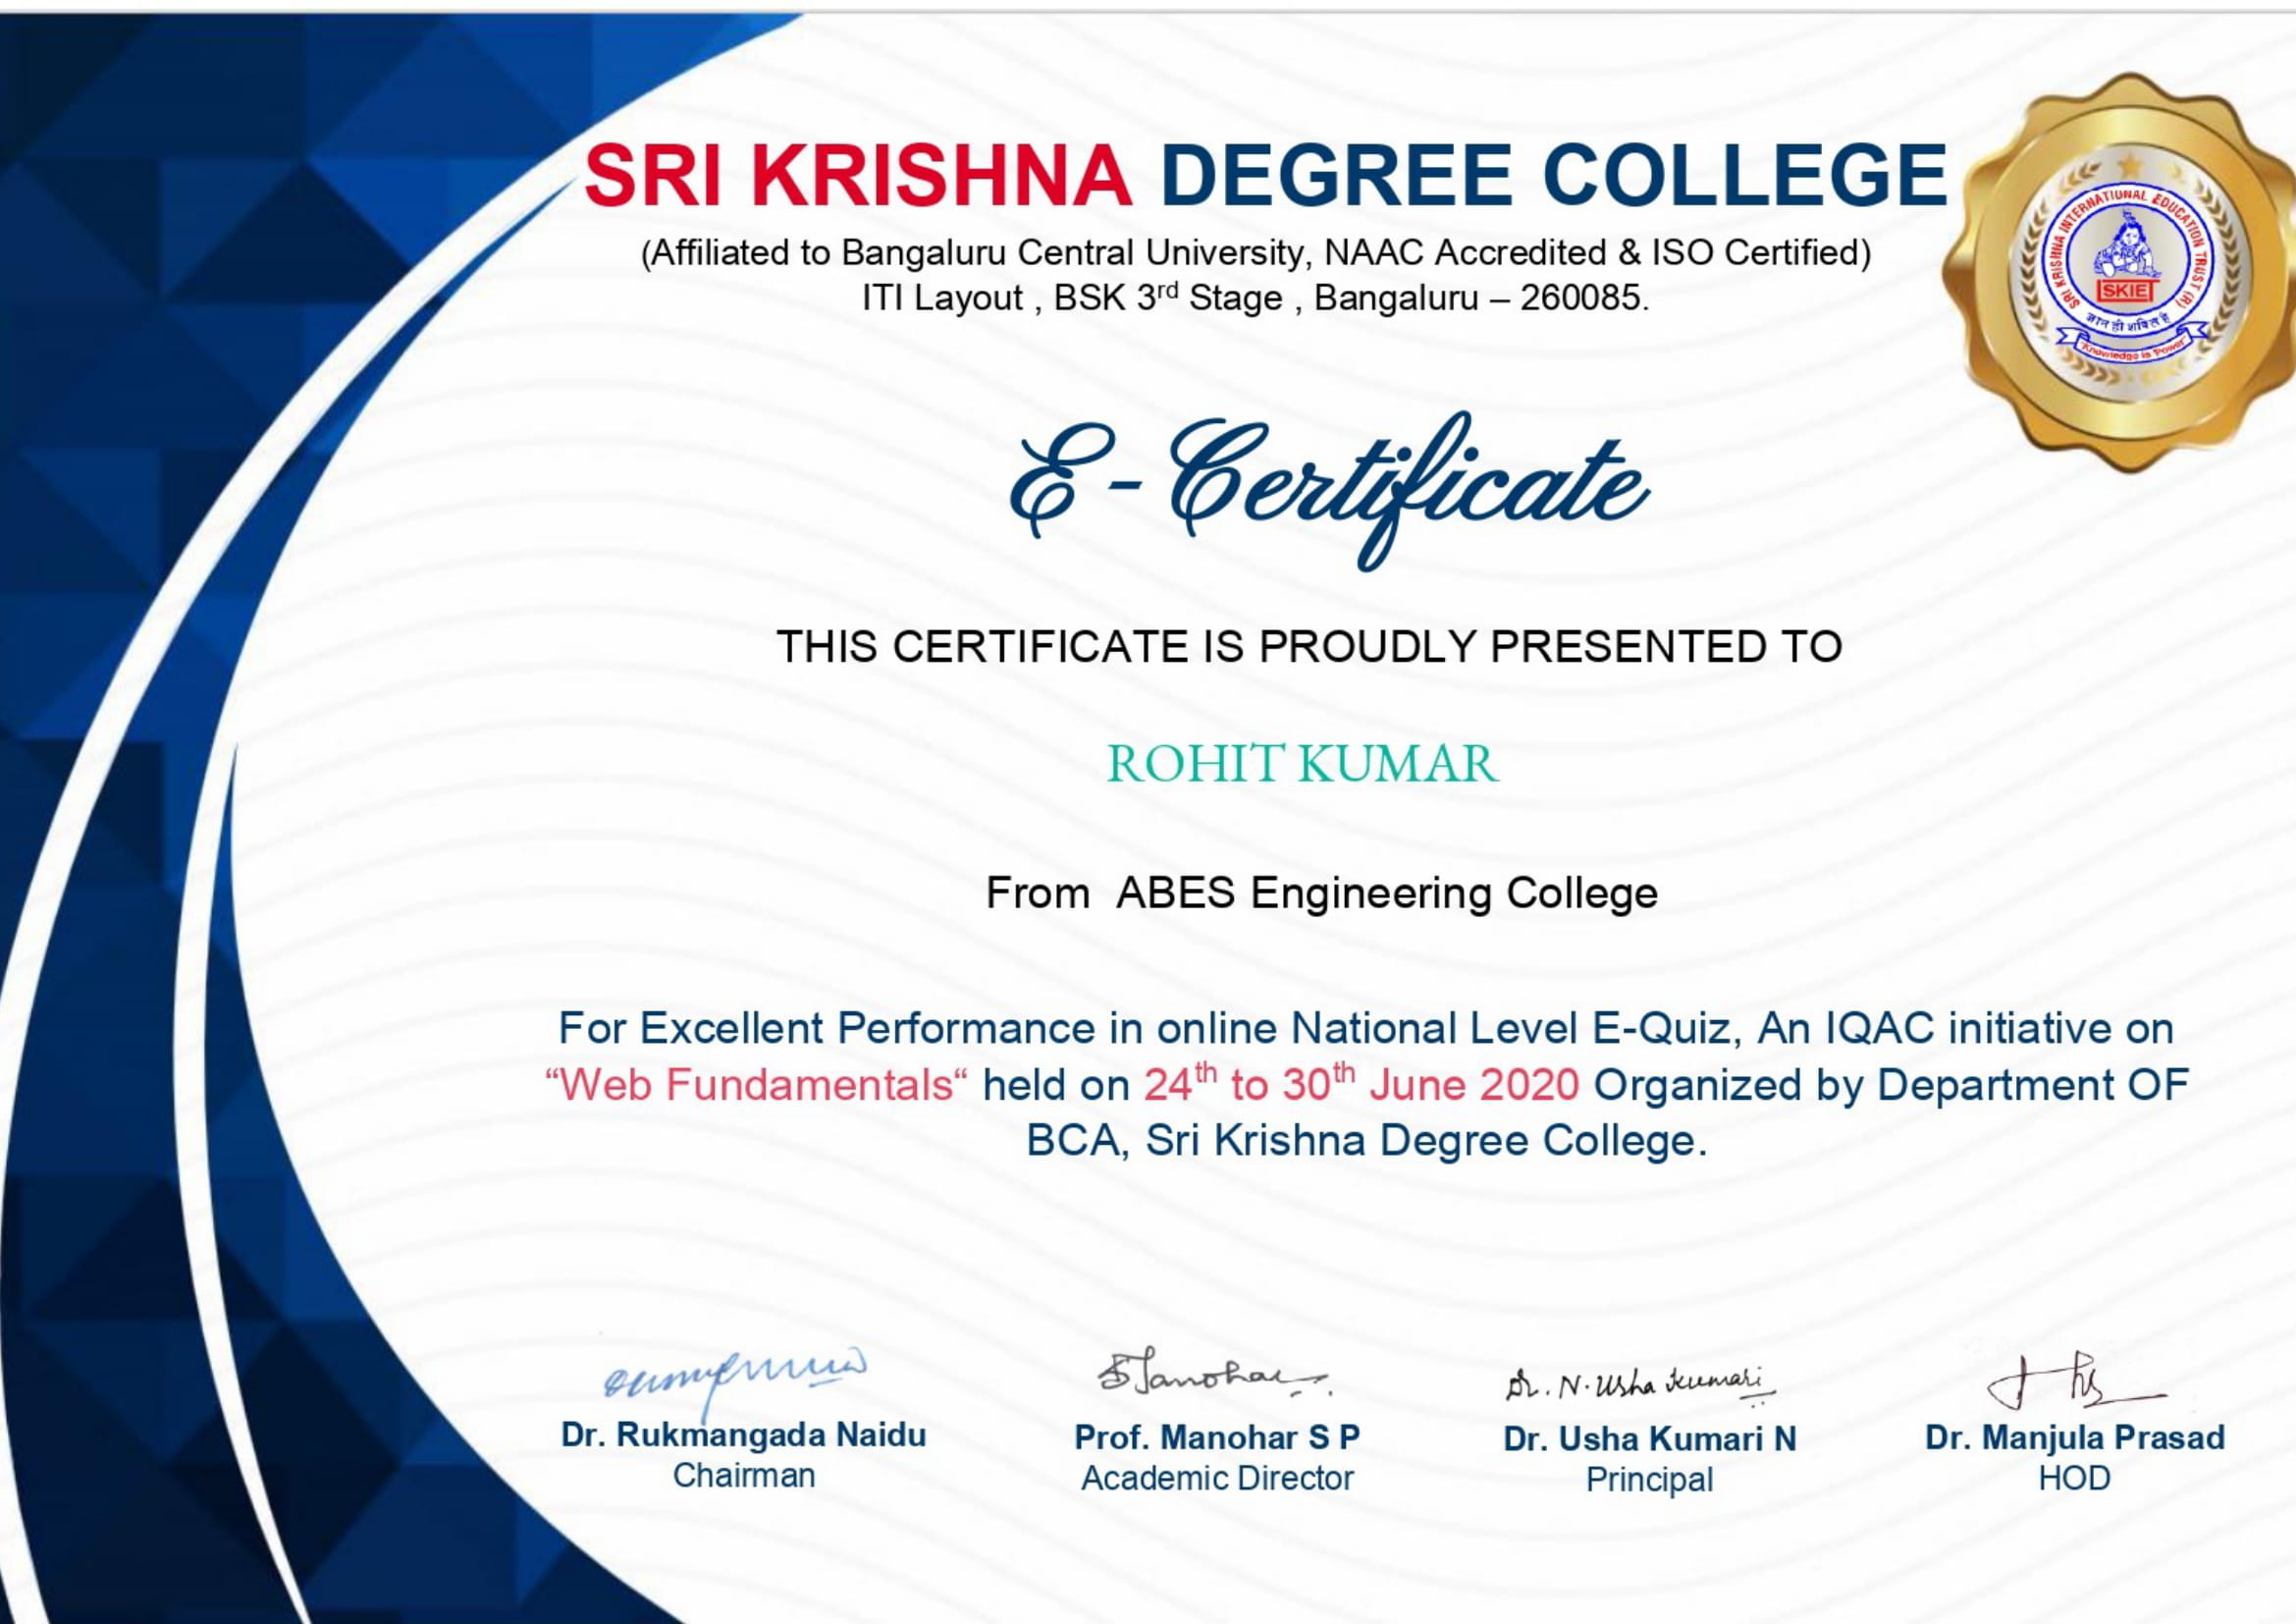 SRI KRISHNA DEGREE COLLEGE
(Affiliated to Bangaluru Central University, NAAC Accredited & ISO Certified)
ITI Layout , BSK 3rd Stage , Bangaluru – 260085.
SRI KRISHNA INTERNATIONAL EDUCATION TRUST (R)
SKIET
ज्ञान ही शक्ति है
"Knowledge is Power"
E - Certificate
THIS CERTIFICATE IS PROUDLY PRESENTED TO
ROHIT KUMAR
From ABES Engineering College
For Excellent Performance in online National Level E-Quiz, An IQAC initiative on
“Web Fundamentals“ held on 24th to 30th June 2020 Organized by Department OF
BCA, Sri Krishna Degree College.
Dr. N. Usha Kumari
Dr. Rukmangada Naidu
Prof. Manohar S P
Dr. Usha Kumari N
Dr. Manjula Prasad
Chairman
Academic Director
Principal
HOD